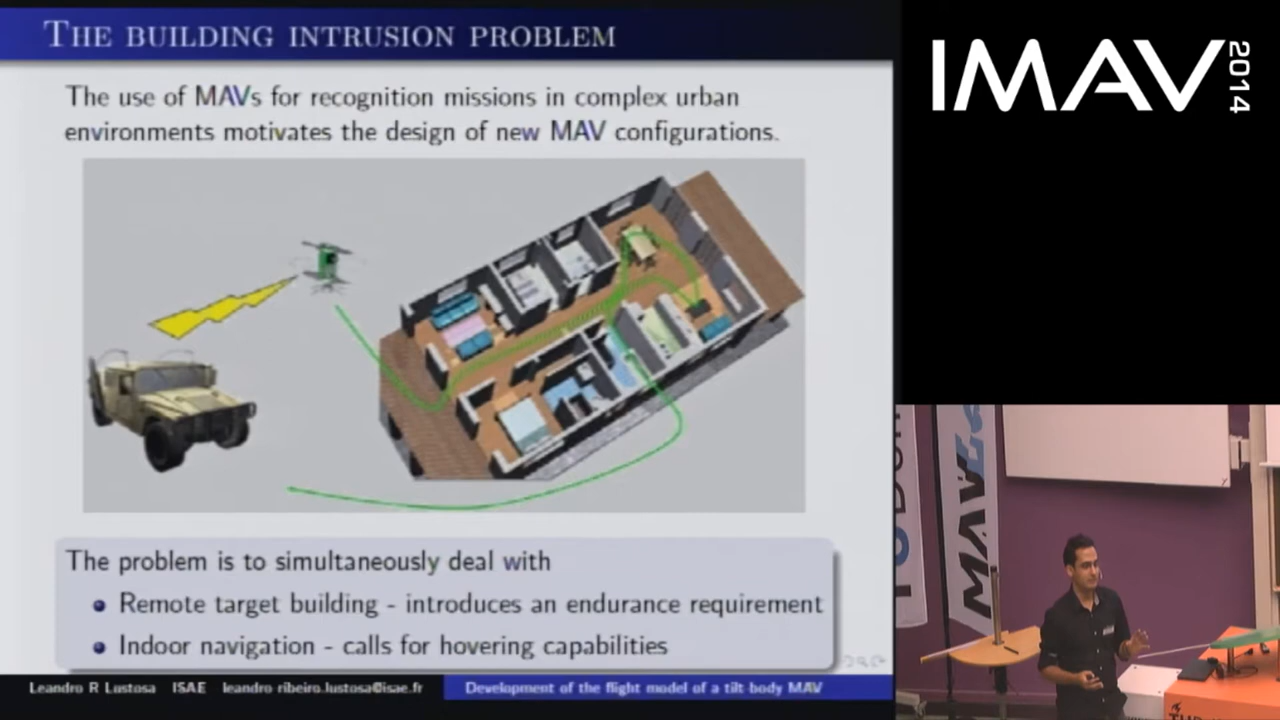 THE BUILDING INTRUSION PROBLEM
The use of MAVs for recognition missions in complex urban
environments motivates the design of new MAV configurations.
The problem is to simultaneously deal with
Remote target building - introduces an endurance requirement
Indoor navigation - calls for hovering capabilities
Leandro R Lustosa ISAE leandro-ribeiro.lustosa@isae.fr
Development of the flight model of a tilt-body MAV
IMAV
2014